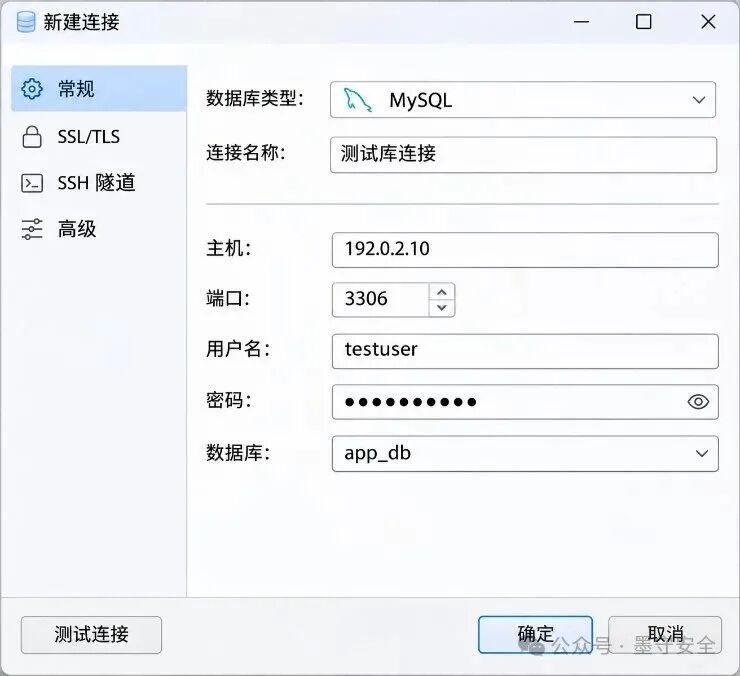 新建连接
常规
SSL/TLS
SSH 隧道
高级
数据库类型：
MySQL
连接名称：
测试库连接
主机：
192.0.2.10
端口：
3306
用户名：
testuser
密码：
••••••••••
数据库：
app_db
测试连接
确定
取消
公众号 · 墨守安全